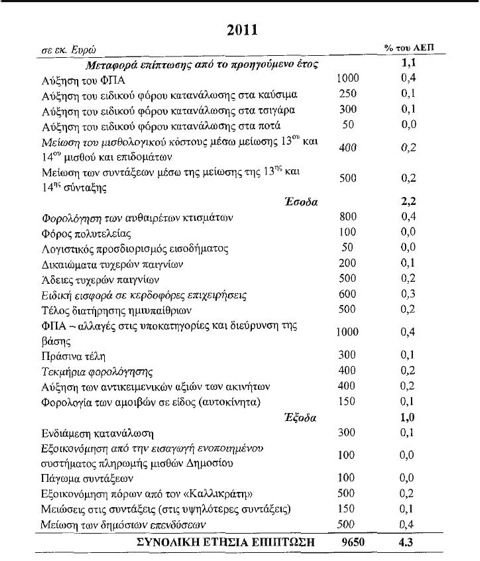 2011
σε εκ. Ευρώ % του ΑΕΠ
Μεταφορά επίπτωσης από το προηγούμενο έτος 1,1
Αύξηση του ΦΠΑ 1000 0,4
Αύξηση του ειδικού φόρου κατανάλωσης στα καύσιμα 250 0,1
Αύξηση του ειδικού φόρου κατανάλωσης στα τσιγάρα 300 0,1
Αύξηση του ειδικού φόρου κατανάλωσης στα ποτά 50 0,0
Μείωση του μισθολογικού κόστους μέσω μείωσης 13ου και
14ου μισθού και επιδομάτων 400 0,2
Μείωση των συντάξεων μέσω της μείωσης της 13ης και
14ης σύνταξης 500 0,2
Έσοδα 2,2
Φορολόγηση των αυθαιρέτων κτισμάτων 800 0,4
Φόρος πολυτελείας 100 0,0
Λογιστικός προσδιορισμός εισοδήματος 50 0,0
Δικαιώματα τυχερών παιγνίων 200 0,1
Άδειες τυχερών παιγνίων 500 0,2
Ειδική εισφορά σε κερδοφόρες επιχειρήσεις 600 0,3
Τέλος διατήρησης ημιυπαίθριων 500 0,2
ΦΠΑ – αλλαγές στις υποκατηγορίες και διεύρυνση της
βάσης 1000 0,4
Πράσινα τέλη 300 0,1
Τεκμήρια φορολόγησης 400 0,2
Αύξηση των αντικειμενικών αξιών των ακινήτων 400 0,2
Φορολογία των αμοιβών σε είδος (αυτοκίνητα) 150 0,1
Έξοδα 1,0
Ενδιάμεση κατανάλωση 300 0,1
Εξοικονόμηση από την εισαγωγή ενοποιημένου
συστήματος πληρωμής μισθών Δημοσίου 100 0,0
Πάγωμα συντάξεων 100 0,0
Εξοικονόμηση πόρων από τον «Καλλικράτη» 500 0,2
Μειώσεις στις συντάξεις (στις υψηλότερες συντάξεις) 150 0,1
Μείωση των δημόσιων επενδύσεων 500 0,4
ΣΥΝΟΛΙΚΗ ΕΤΗΣΙΑ ΕΠΙΠΤΩΣΗ 9650 4.3